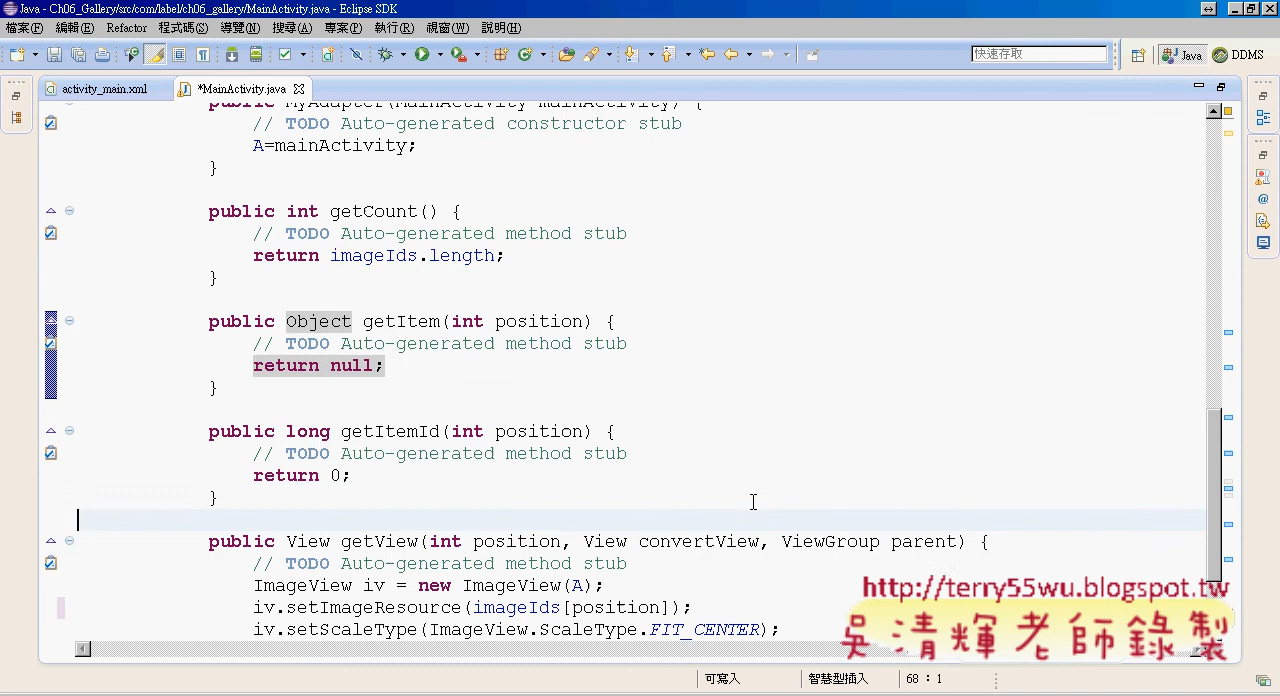 Java - Ch06_Gallery/src/com/label/ch06_gallery/MainActivity.java - Eclipse SDK
檔案(F) 編輯(E) Refactor 程式碼(S) 導覽(N) 搜尋(A) 專案(P) 執行(R) 視窗(W) 說明(H)
快速存取 Java DDMS
activity_main.xml *MainActivity.java
public MyAdapter(MainActivity mainActivity) {
// TODO Auto-generated constructor stub
A=mainActivity;
}
public int getCount() {
// TODO Auto-generated method stub
return imageIds.length;
}
public Object getItem(int position) {
// TODO Auto-generated method stub
return null;
}
public long getItemId(int position) {
// TODO Auto-generated method stub
return 0;
}
public View getView(int position, View convertView, ViewGroup parent) {
// TODO Auto-generated method stub
ImageView iv = new ImageView(A);
iv.setImageResource(imageIds[position]);
iv.setScaleType(ImageView.ScaleType.FIT_CENTER);
http://terry55wu.blogspot.tw
吳清輝老師錄製
可寫入 智慧型插入 68 : 1